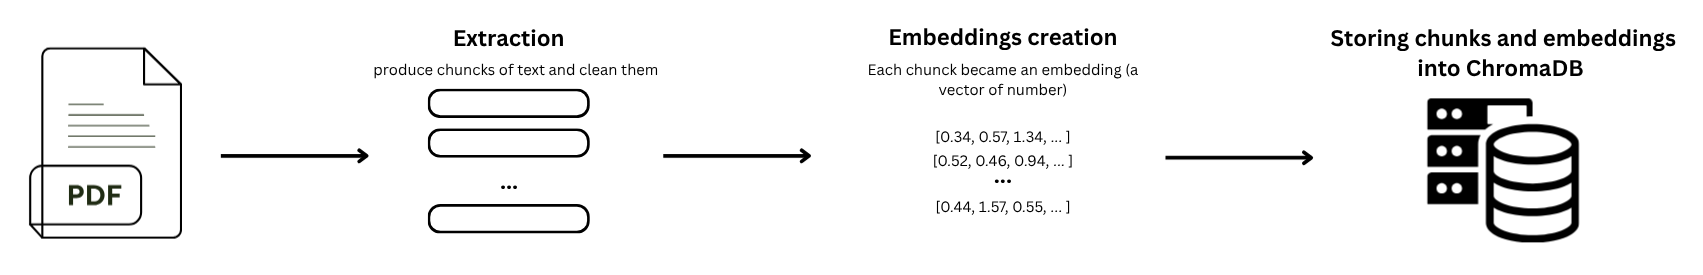 PDF
Extraction
produce chuncks of text and clean them
...
Embeddings creation
Each chunck became an embedding (a
vector of number)
[0.34, 0.57, 1.34, ... ]
[0.52, 0.46, 0.94, ... ]
...
[0.44, 1.57, 0.55, ... ]
Storing chunks and embeddings
into ChromaDB